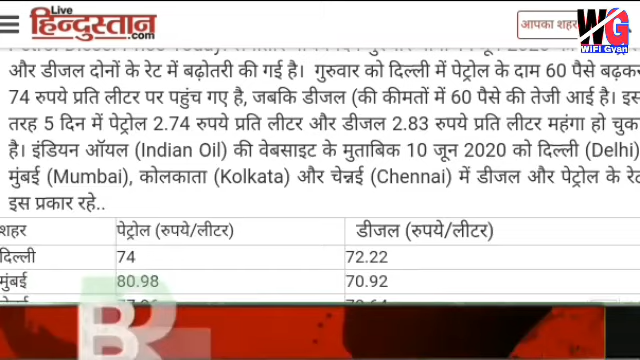 Live
हिन्दुस्तान
.com
आपका शहर
WG
WiFi Gyan
और डीजल दोनों के रेट में बढ़ोतरी की गई है। गुरुवार को दिल्ली में पेट्रोल के दाम 60 पैसे बढ़कर
74 रुपये प्रति लीटर पर पहुंच गए है, जबकि डीजल (की कीमतों में 60 पैसे की तेजी आई है। इस
तरह 5 दिन में पेट्रोल 2.74 रुपये प्रति लीटर और डीजल 2.83 रुपये प्रति लीटर महंगा हो चुका
है। इंडियन ऑयल (Indian Oil) की वेबसाइट के मुताबिक 10 जून 2020 को दिल्ली (Delhi),
मुंबई (Mumbai), कोलकाता (Kolkata) और चेन्नई (Chennai) में डीजल और पेट्रोल के रेट
इस प्रकार रहे..
शहर पेट्रोल (रुपये/लीटर) डीजल (रुपये/लीटर)
दिल्ली 74 72.22
मुंबई 80.98 70.92